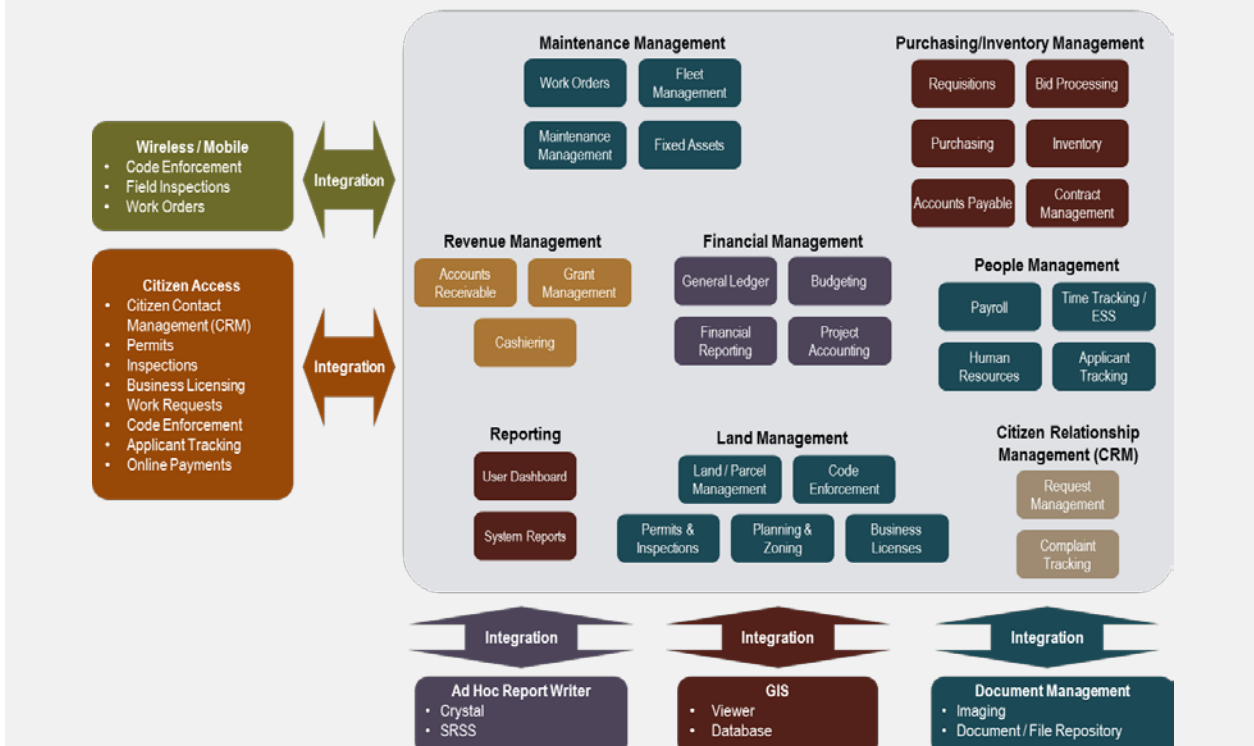 Maintenance Management
Work Orders
Fleet
Management
Maintenance
Management
Fixed Assets
Purchasing/Inventory Management
Requisitions
Bid Processing
Purchasing
Inventory
Accounts Payable
Contract
Management
Wireless / Mobile
• Code Enforcement
• Field Inspections
• Work Orders
Integration
Citizen Access
• Citizen Contact
Management (CRM)
• Permits
• Inspections
• Business Licensing
• Work Requests
• Code Enforcement
• Applicant Tracking
• Online Payments
Integration
Revenue Management
Accounts
Receivable
Grant
Management
Cashiering
Financial Management
General Ledger
Budgeting
Financial
Reporting
Project
Accounting
People Management
Payroll
Time Tracking /
ESS
Human
Resources
Applicant
Tracking
Reporting
User Dashboard
System Reports
Land Management
Land / Parcel
Management
Code
Enforcement
Permits &
Inspections
Planning &
Zoning
Business
Licenses
Citizen Relationship
Management (CRM)
Request
Management
Complaint
Tracking
Integration
Integration
Integration
Ad Hoc Report Writer
• Crystal
• SRSS
GIS
• Viewer
• Database
Document Management
• Imaging
• Document / File Repository